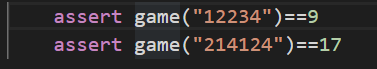 assert game("12234")==9
assert game("214124")==17